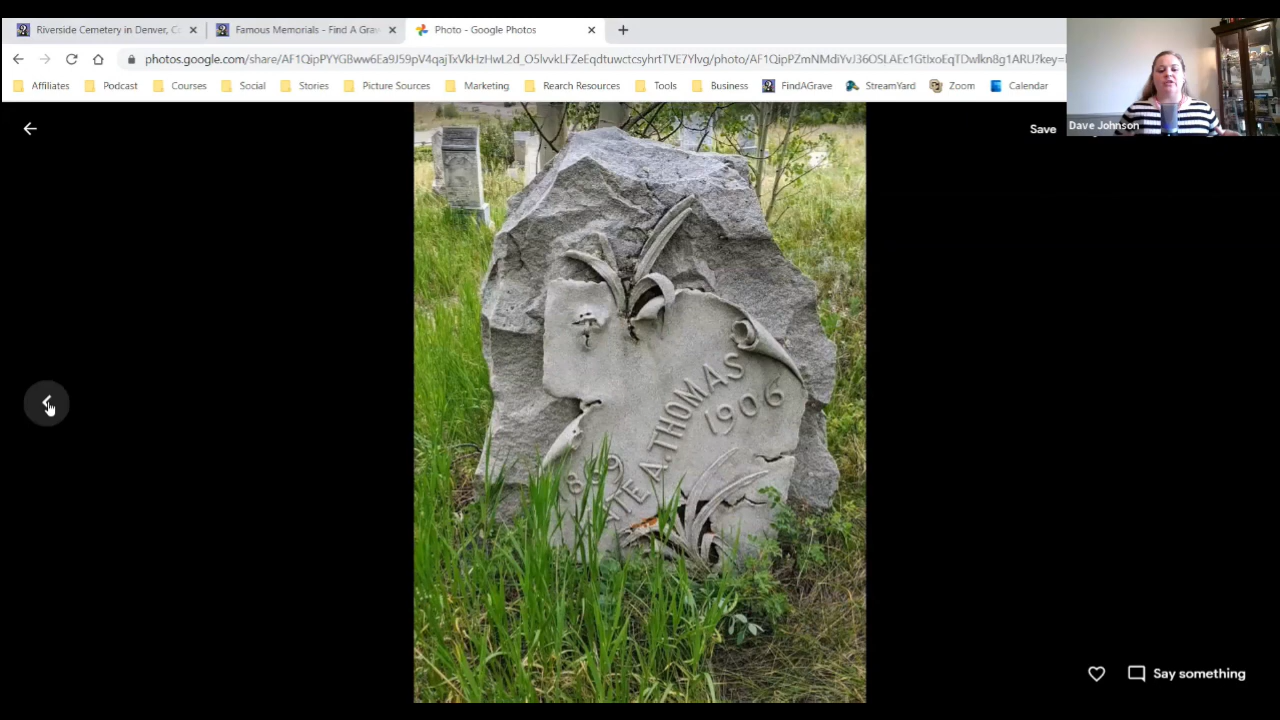 Riverside Cemetery in Denver, C
Famous Memorials - Find A Grav
Photo - Google Photos
photos.google.com/share/AF1QipPYYGBww6Ea9J59pV4qajTxVkHzHwL2d_O5lvvkLFZeEqdtuwctcsyhrtTVE7Ylvg/photo/AF1QipPZmNMdiYvJ36OSLAEc1GtIxoEqTDwlkn8g1ARU?key=
Affiliates
Podcast
Courses
Social
Stories
Picture Sources
Marketing
Rearch Resources
Tools
Business
FindAGrave
StreamYard
Zoom
Calendar
Save
Dave Johnson
THOMAS
1906
A.
Say something